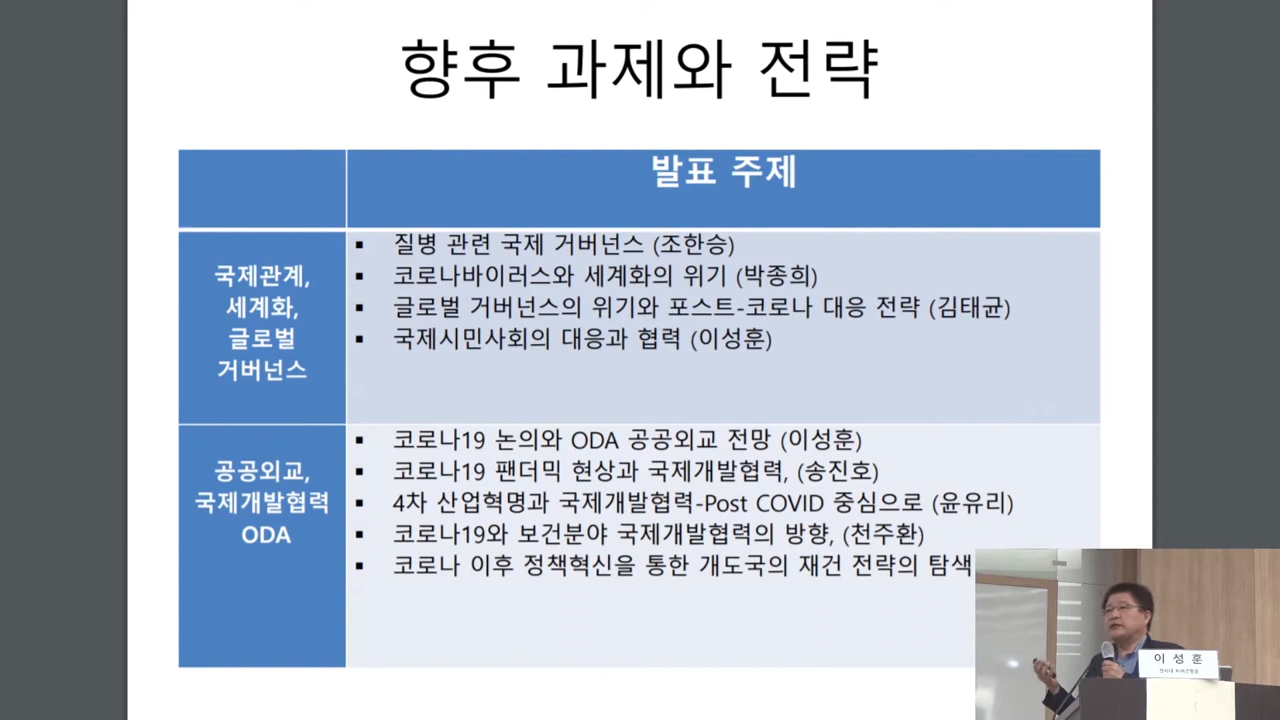 향후 과제와 전략
발표 주제
국제관계,
세계화,
글로벌
거버넌스
▪ 질병 관련 국제 거버넌스 (조한승)
▪ 코로나바이러스와 세계화의 위기 (박종희)
▪ 글로벌 거버넌스의 위기와 포스트-코로나 대응 전략 (김태균)
▪ 국제시민사회의 대응과 협력 (이성훈)
공공외교,
국제개발협력
ODA
▪ 코로나19 논의와 ODA 공공외교 전망 (이성훈)
▪ 코로나19 팬더믹 현상과 국제개발협력, (송진호)
▪ 4차 산업혁명과 국제개발협력-Post COVID 중심으로 (윤유리)
▪ 코로나19와 보건분야 국제개발협력의 방향, (천주환)
▪ 코로나 이후 정책혁신을 통한 개도국의 재건 전략의 탐색
이 성 훈